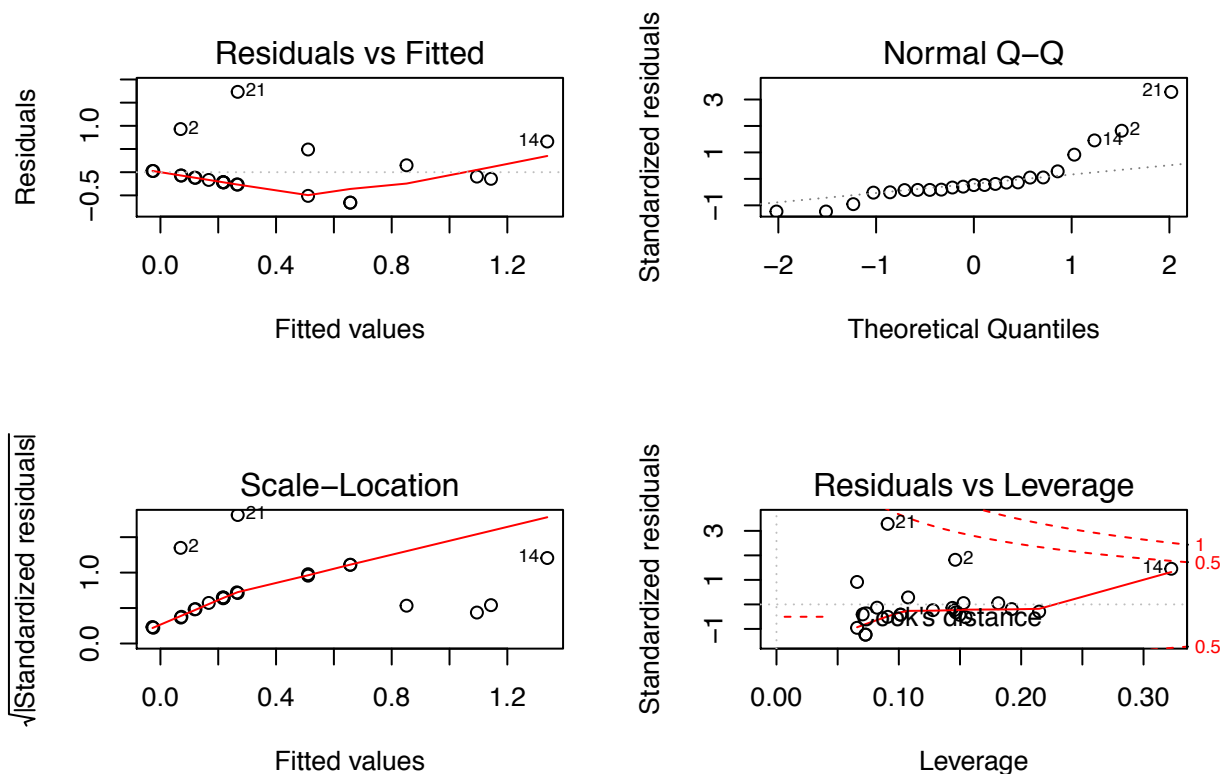 Residuals vs Fitted
Residuals
−0.5
1.0
21
2
14
0.0 0.4 0.8 1.2
Fitted values
Normal Q−Q
Standardized residuals
−1
1
3
21
2
14
−2 −1 0 1 2
Theoretical Quantiles
Scale−Location
√|Standardized residuals|
0.0
1.0
21
2
14
0.0 0.4 0.8 1.2
Fitted values
Residuals vs Leverage
Standardized residuals
−1
1
3
21
2
14
1
0.5
0.5
ok's distance
0.00 0.10 0.20 0.30
Leverage